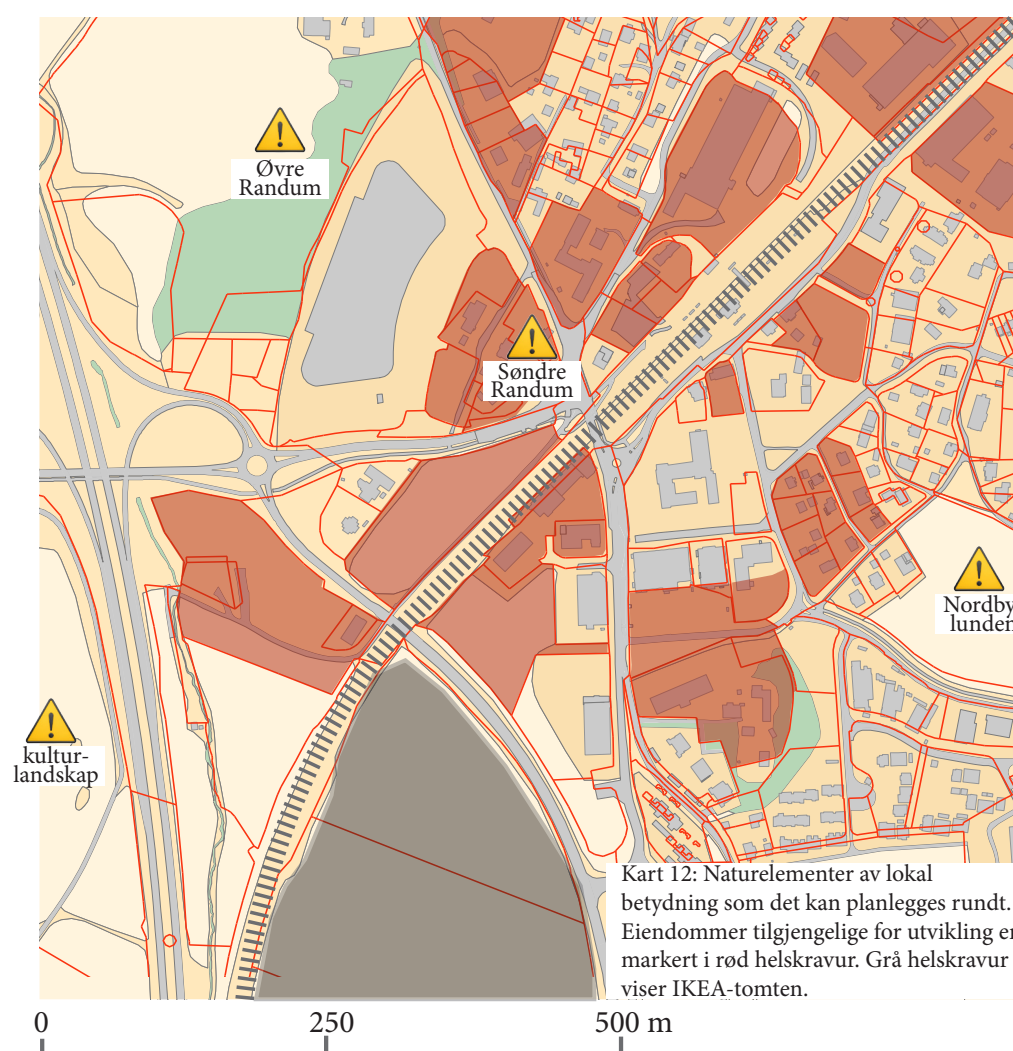 Øvre
Randum
Søndre
Randum
Nordby
lunden
kultur-
landskap
Kart 12: Naturelementer av lokal
betydning som det kan planlegges rundt.
Eiendommer tilgjengelige for utvikling er
markert i rød helskravur. Grå helskravur
viser IKEA-tomten.
0 250 500 m